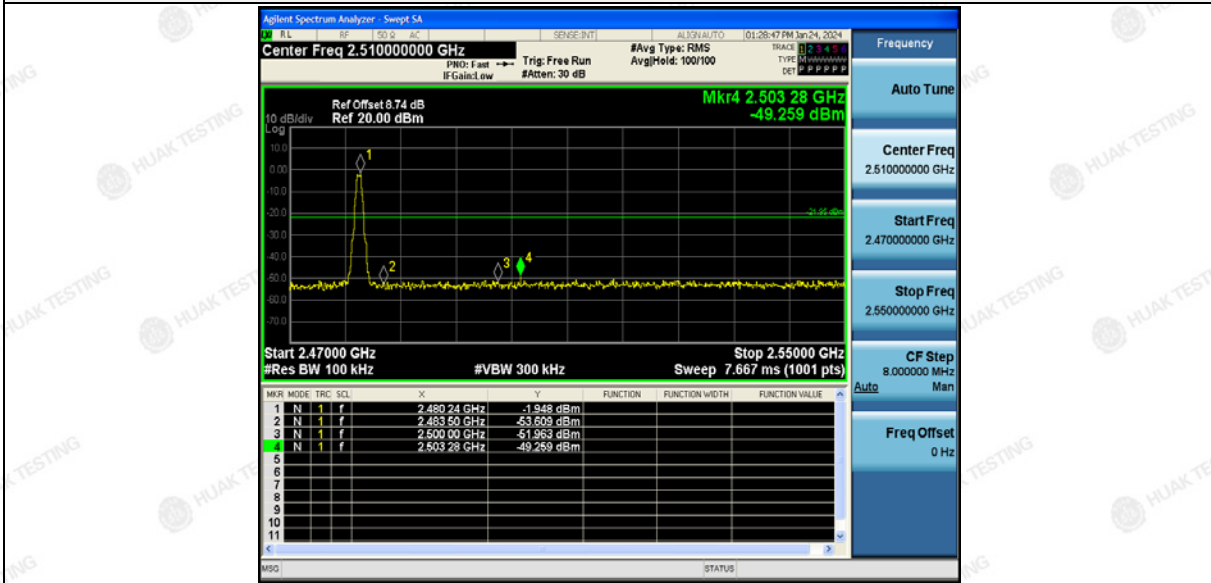 Agilent Spectrum Analyzer - Swept SA
RL RF 50 Ω AC SENSE:INT ALIGN AUTO 01:28:47 PM Jan 24, 2024
Center Freq 2.510000000 GHz
PNO: Fast
IFGain:Low
Trig: Free Run
#Atten: 30 dB
#Avg Type: RMS
Avg|Hold: 100/100
TRACE 1 2 3 4 5 6
TYPE M W W W W W
DET P P P P P P
Frequency
Auto Tune
Center Freq
2.510000000 GHz
Start Freq
2.470000000 GHz
Stop Freq
2.550000000 GHz
CF Step
8.000000 MHz
Auto Man
Freq Offset
0 Hz
Mkr4 2.503 28 GHz
-49.259 dBm
Ref Offset 8.74 dB
10 dB/div Ref 20.00 dBm
Log
10.0
0.00
-10.0
-20.0
-30.0
-40.0
-50.0
-60.0
-70.0
1
2
3
4
-21.95 dBm
Start 2.47000 GHz Stop 2.55000 GHz
#Res BW 100 kHz #VBW 300 kHz Sweep 7.667 ms (1001 pts)
MKR MODE TRC SCL X Y FUNCTION FUNCTION WIDTH FUNCTION VALUE
1 N 1 f 2.480 24 GHz -1.948 dBm
2 N 1 f 2.483 50 GHz -53.609 dBm
3 N 1 f 2.500 00 GHz -51.963 dBm
4 N 1 f 2.503 28 GHz -49.259 dBm
5
6
7
8
9
10
11
MSG STATUS
HUAK TESTING
HUAK TESTING
HUAK TESTING
HUAK TESTING
HUAK TESTING